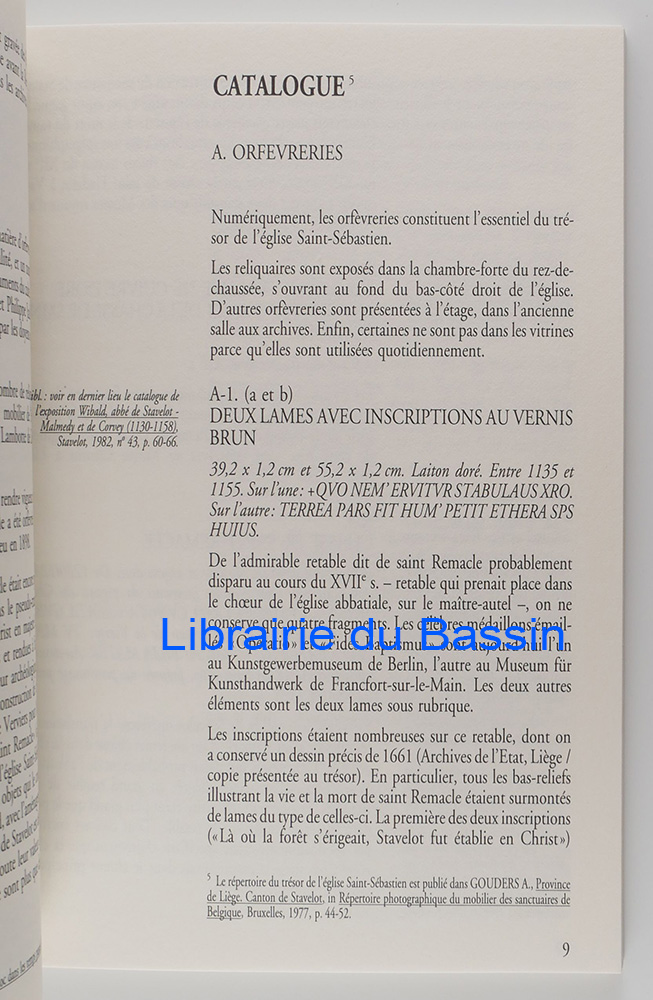 CATALOGUE 5
A. ORFEVRERIES
Numériquement, les orfèvreries constituent l'essentiel du tré-
sor de l'église Saint-Sébastien.
Les reliquaires sont exposés dans la chambre-forte du rez-de-
chaussée, s'ouvrant au fond du bas-côté droit de l'église.
D'autres orfèvreries sont présentées à l'étage, dans l'ancienne
salle aux archives. Enfin, certaines ne sont pas dans les vitrines
parce qu'elles sont utilisées quotidiennement.
: voir en dernier lieu le catalogue de
l'exposition Wibald, abbé de Stavelot -
Malmedy et de Corvey (1130-1158),
Stavelot, 1982, n° 43, p. 60-66.
A-1. (a et b)
DEUX LAMES AVEC INSCRIPTIONS AU VERNIS
BRUN
39,2 x 1,2 cm et 55,2 x 1,2 cm. Laiton doré. Entre 1135 et
1155. Sur l'une : +QVO NEM' ERVITVR STABULAUS XRO.
Sur l'autre : TERREA PARS FIT HUM' PETIT ETHERA SPS
HUIUS.
De l'admirable retable dit de saint Remacle probablement
disparu au cours du XVIIe s. – retable qui prenait place dans
le chœur de l'église abbatiale, sur le maître-autel –, on ne
conserve que quatre fragments. Les célèbres médaillons émail-
lés «Operatio» et «Fides Baptismus» sont aujourd'hui l'un
au Kunstgewerbemuseum de Berlin, l'autre au Museum für
Kunsthandwerk de Francfort-sur-le-Main. Les deux autres
éléments sont les deux lames sous rubrique.
Les inscriptions étaient nombreuses sur ce retable, dont on
a conservé un dessin précis de 1661 (Archives de l'Etat, Liège /
copie présentée au trésor). En particulier, tous les bas-reliefs
illustrant la vie et la mort de saint Remacle étaient surmontés
de lames du type de celles-ci. La première des deux inscriptions
(«Là où la forêt s'érigeait, Stavelot fut établie en Christ»)
5 Le répertoire du trésor de l'église Saint-Sébastien est publié dans GOUDERS A., Province
de Liège. Canton de Stavelot, in Répertoire photographique du mobilier des sanctuaires de
Belgique, Bruxelles, 1977, p. 44-52.
9
Librairie du Bassin